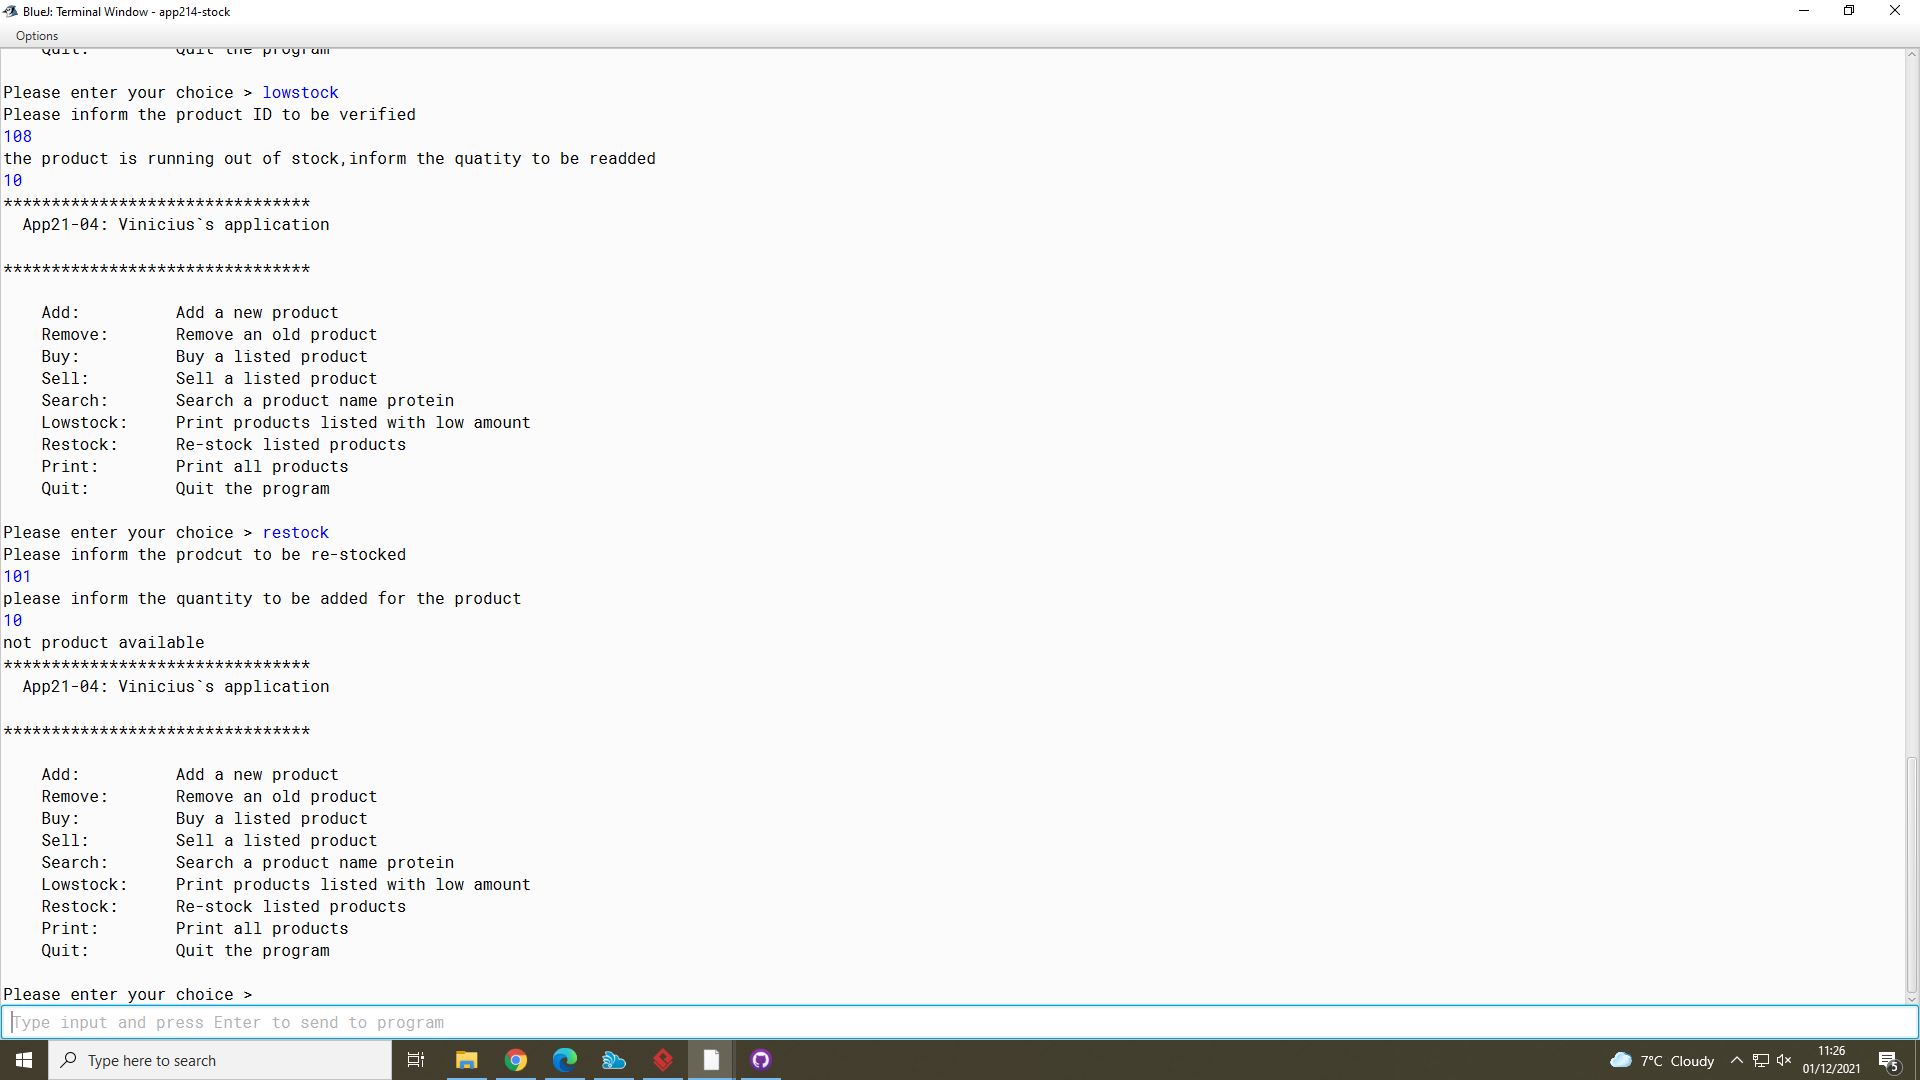 BlueJ: Terminal Window - app214-stock
Options
Quit:         Quit the program
Please enter your choice > lowstock
Please inform the product ID to be verified
108
the product is running out of stock,inform the quatity to be readded
10
********************************
  App21-04: Vinicius`s application
********************************
    Add:          Add a new product
    Remove:       Remove an old product
    Buy:          Buy a listed product
    Sell:         Sell a listed product
    Search:       Search a product name protein
    Lowstock:     Print products listed with low amount
    Restock:      Re-stock listed products
    Print:        Print all products
    Quit:         Quit the program
Please enter your choice > restock
Please inform the prodcut to be re-stocked
101
please inform the quantity to be added for the product
10
not product available
********************************
  App21-04: Vinicius`s application
********************************
    Add:          Add a new product
    Remove:       Remove an old product
    Buy:          Buy a listed product
    Sell:         Sell a listed product
    Search:       Search a product name protein
    Lowstock:     Print products listed with low amount
    Restock:      Re-stock listed products
    Print:        Print all products
    Quit:         Quit the program
Please enter your choice >
Type input and press Enter to send to program
Type here to search
7°C Cloudy
11:26
01/12/2021
5